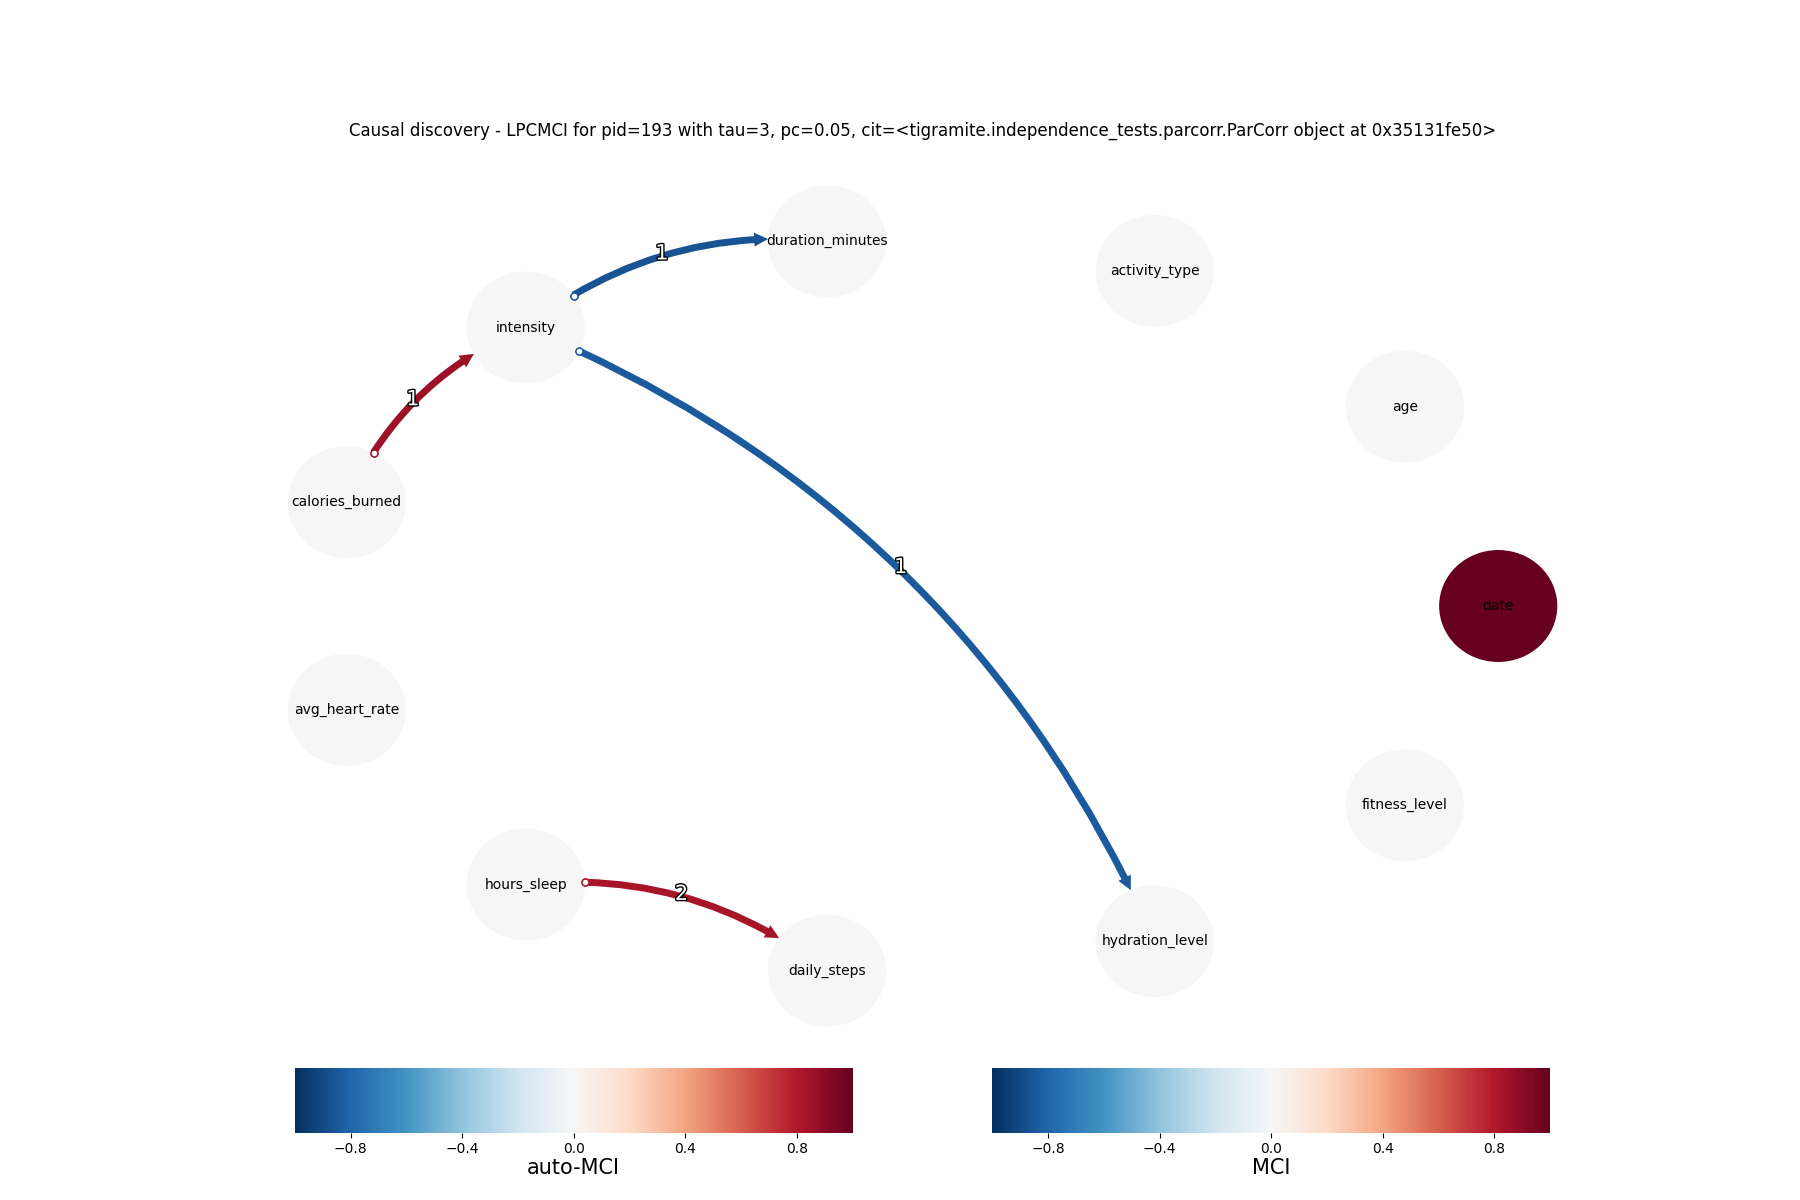 Causal discovery - LPCMCI for pid=193 with tau=3, pc=0.05, cit=<tigramite.independence_tests.parcorr.ParCorr object at 0x35131fe50>
duration_minutes
activity_type
1
intensity
1
age
calories_burned
1
date
avg_heart_rate
fitness_level
hours_sleep
2
hydration_level
daily_steps
−0.8 −0.4 0.0 0.4 0.8
auto-MCI
−0.8 −0.4 0.0 0.4 0.8
MCI